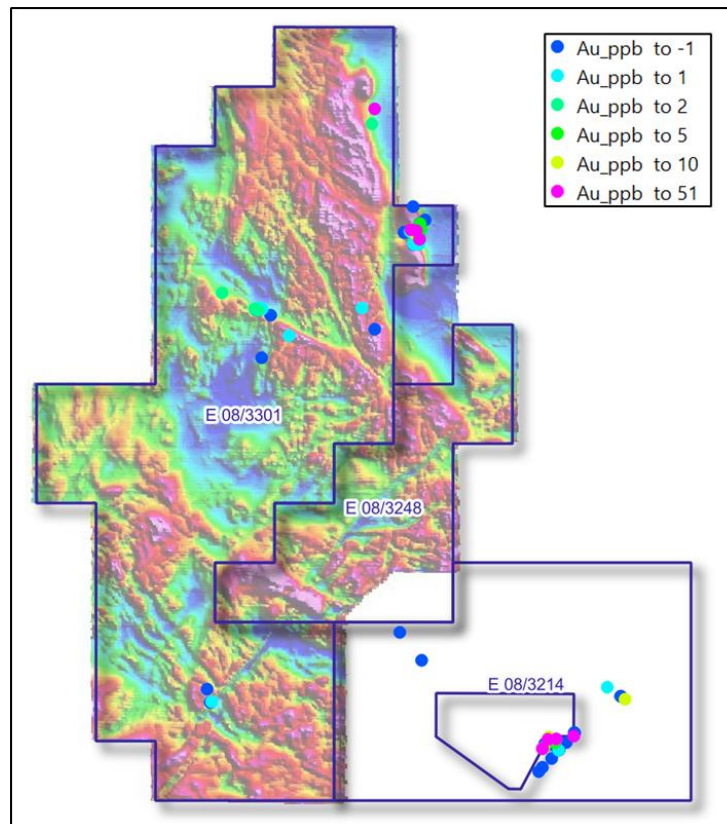 Au_ppb to -1
Au_ppb to 1
Au_ppb to 2
Au_ppb to 5
Au_ppb to 10
Au_ppb to 51
E 08/3301
E 08/3248
E 08/3214